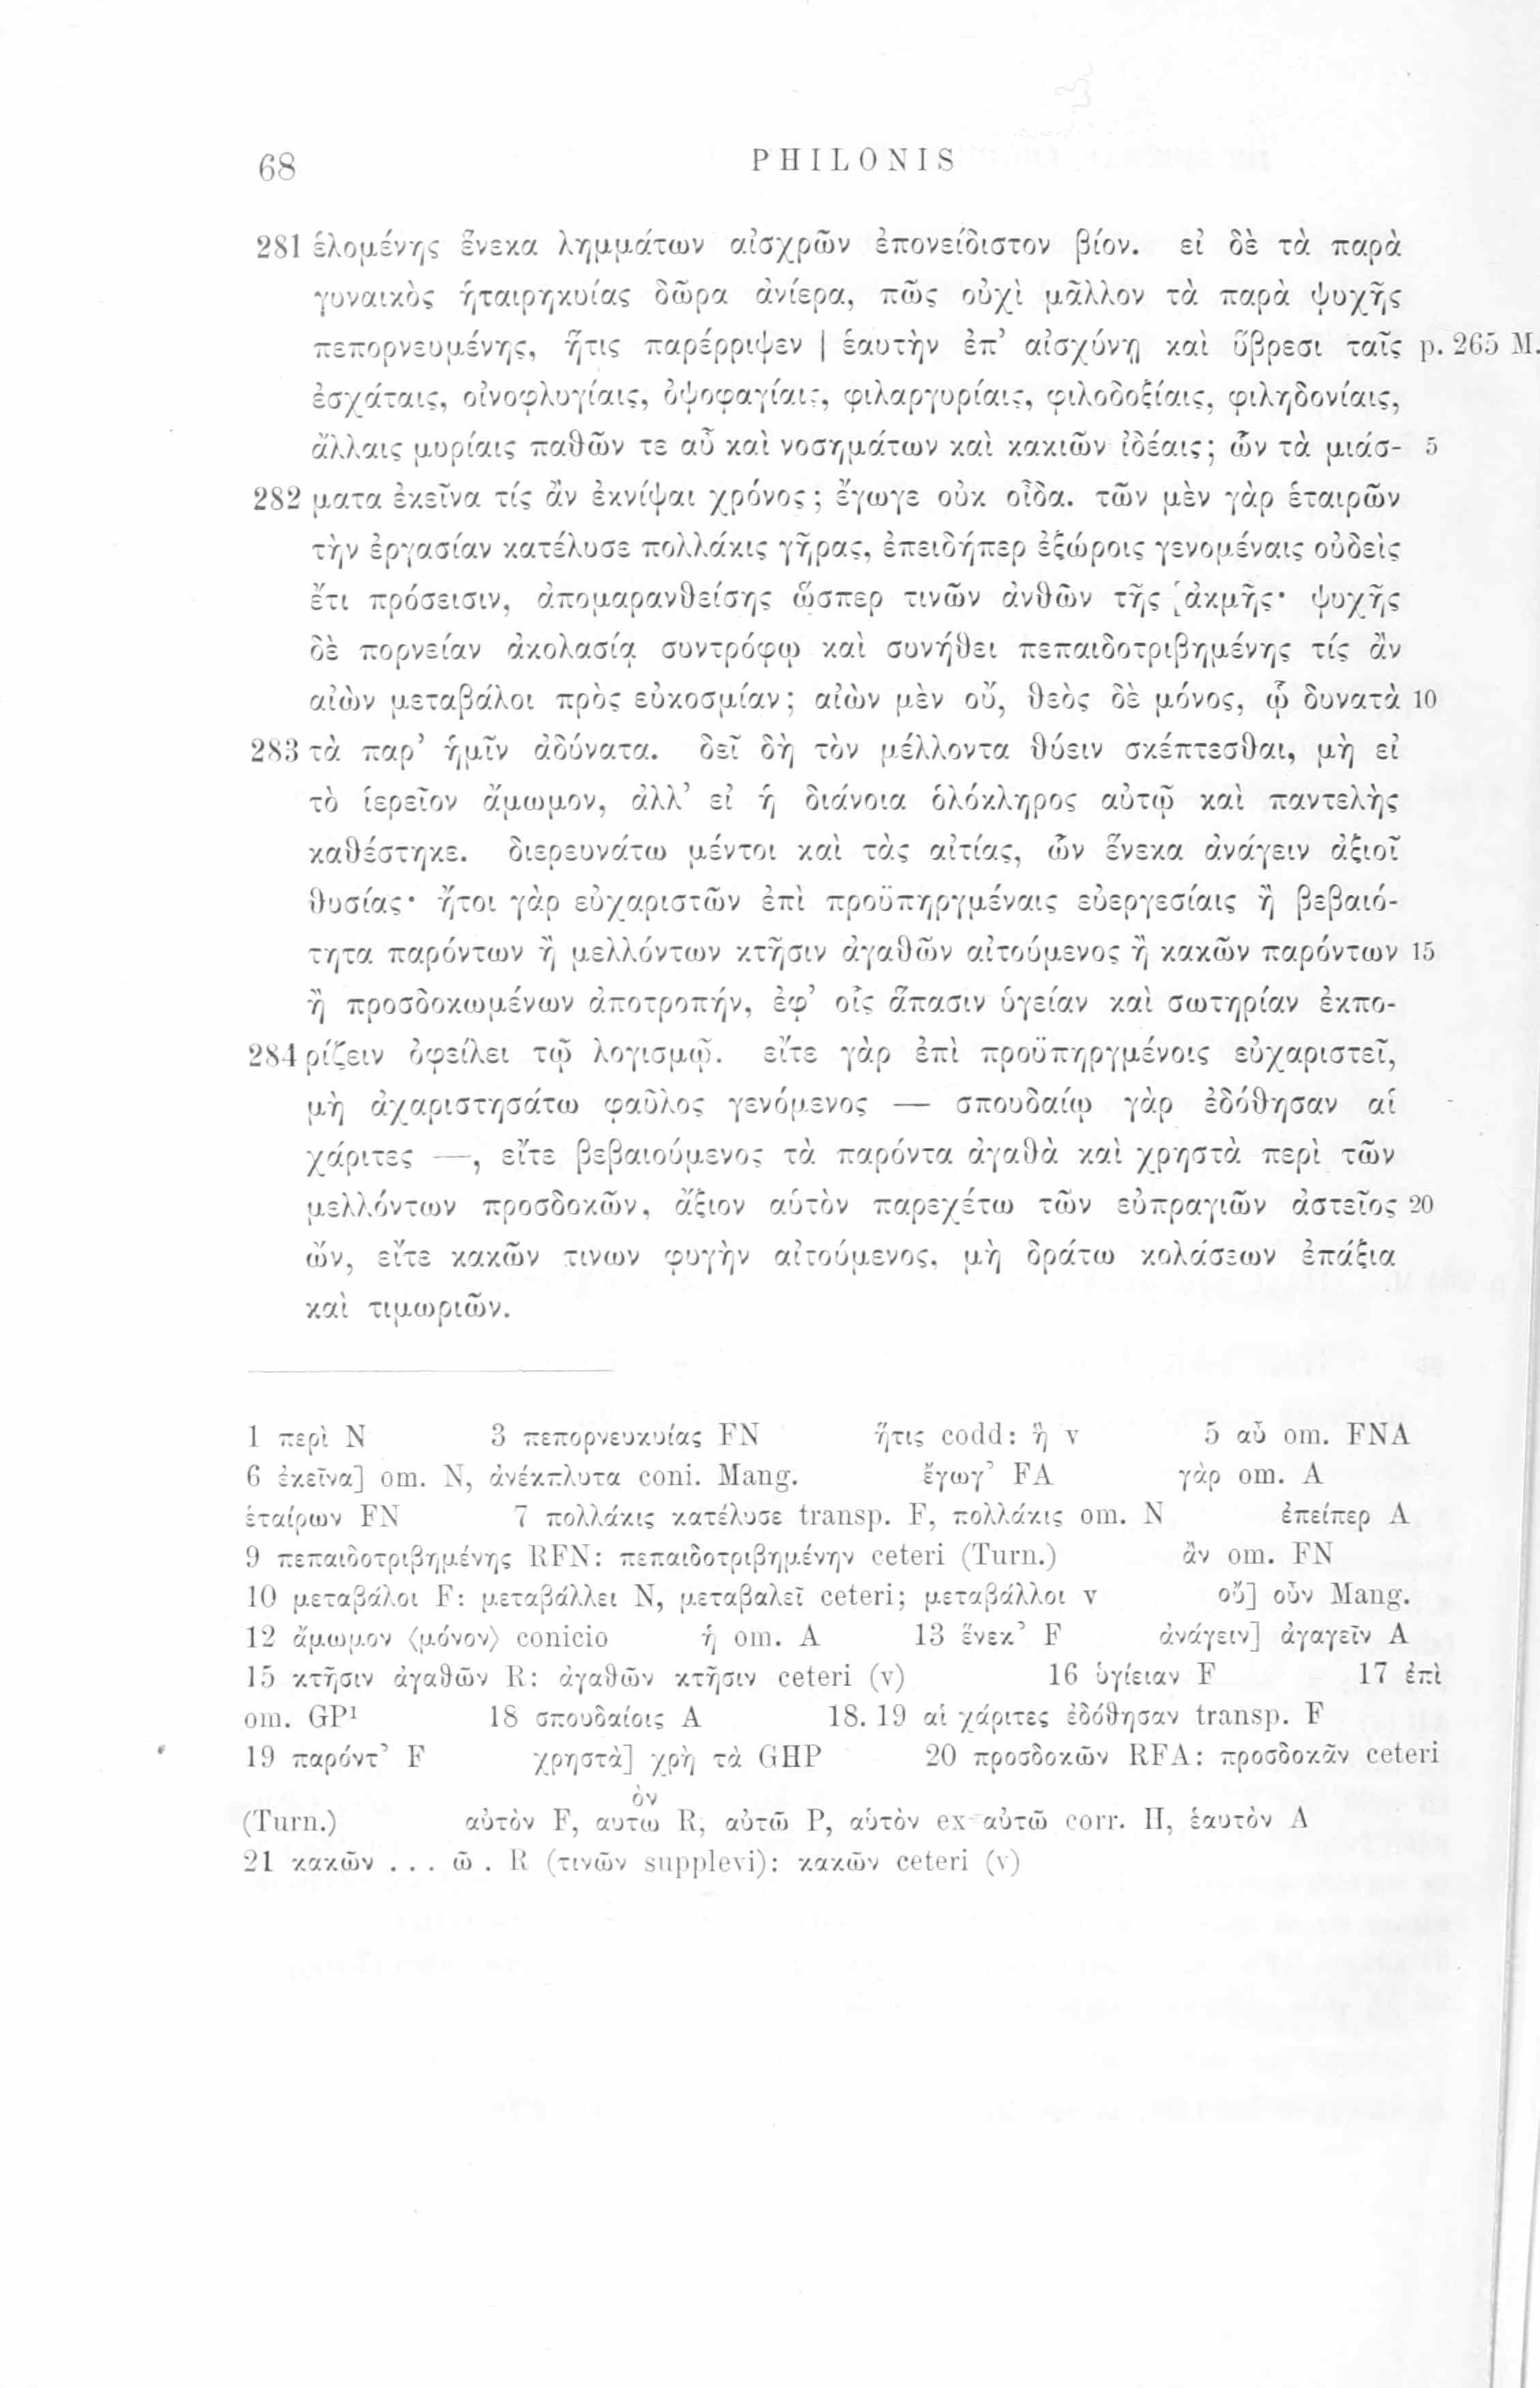 68 PHILONIS
281 ἑλομένης ἕνεκα λημμάτων αἰσχρῶν ἐπονείδιστον βίον. εἰ δὲ τὰ παρὰ
γυναικὸς ἡταιρηκυίας δῶρα ἀνίερα, πῶς οὐχὶ μᾶλλον τὰ παρὰ ψυχῆς
πεπορνευμένης, ἥτις παρέρριψεν | ἑαυτὴν ἐπ’ αἰσχύνῃ καὶ ὕβρεσι ταῖς p. 265 M.
ἐσχάταις, οἰνοφλυγίαις, ὀψοφαγίαις, φιλαργυρίαις, φιλοδοξίαις, φιληδονίαις,
ἄλλαις μυρίαις παθῶν τε αὖ καὶ νοσημάτων καὶ κακιῶν ἰδέαις; ὧν τὰ μιάσ- 5
282 ματα ἐκεῖνα τίς ἂν ἐκνίψαι χρόνος; ἔγωγε οὐκ οἶδα. τῶν μὲν γὰρ ἑταιρῶν
τὴν ἐργασίαν κατέλυσε πολλάκις γῆρας, ἐπειδήπερ ἐξώροις γενομέναις οὐδεὶς
ἔτι πρόσεισιν, ἀπομαρανθείσης ὥσπερ τινῶν ἀνθῶν τῆς ἀκμῆς· ψυχῆς
δὲ πορνείαν ἀκολασίᾳ συντρόφῳ καὶ συνήθει πεπαιδοτριβημένης τίς ἂν
αἰὼν μεταβάλοι πρὸς εὐκοσμίαν; αἰὼν μὲν οὔ, θεὸς δὲ μόνος, ᾧ δυνατὰ 10
283 τὰ παρ’ ἡμῖν ἀδύνατα. δεῖ δὴ τὸν μέλλοντα θύειν σκέπτεσθαι, μὴ εἰ
τὸ ἱερεῖον ἄμωμον, ἀλλ’ εἰ ἡ διάνοια ὁλόκληρος αὐτῷ καὶ παντελὴς
καθέστηκε. διερευνάτω μέντοι καὶ τὰς αἰτίας, ὧν ἕνεκα ἀνάγειν ἀξιοῖ
θυσίας· ἤτοι γὰρ εὐχαριστῶν ἐπὶ προϋπηργμέναις εὐεργεσίαις ἢ βεβαιό-
τητα παρόντων ἢ μελλόντων κτῆσιν ἀγαθῶν αἰτούμενος ἢ κακῶν παρόντων 15
ἢ προσδοκωμένων ἀποτροπήν, ἐφ’ οἷς ἅπασιν ὑγείαν καὶ σωτηρίαν ἐκπο-
284 ρίζειν ὀφείλει τῷ λογισμῷ. εἴτε γὰρ ἐπὶ προϋπηργμένοις εὐχαριστεῖ,
μὴ ἀχαριστησάτω φαῦλος γενόμενος — σπουδαίῳ γὰρ ἐδόθησαν αἱ
χάριτες —, εἴτε βεβαιούμενος τὰ παρόντα ἀγαθὰ καὶ χρηστὰ περὶ τῶν
μελλόντων προσδοκῶν, ἄξιον αὑτὸν παρεχέτω τῶν εὐπραγιῶν ἀστεῖος 20
ὤν, εἴτε κακῶν τινων φυγὴν αἰτούμενος, μὴ δράτω κολάσεων ἐπάξια
καὶ τιμωριῶν.
1 περὶ N 3 πεπορνευκυίας FN ἥτις codd: ἣ v 5 αὖ om. FNA
6 ἐκεῖνα] om. N, ἀνέκπλυτα coni. Mang. ἔγωγ’ FA γὰρ om. A
ἑταίρων FN 7 πολλάκις κατέλυσε transp. F, πολλάκις om. N ἐπείπερ A
9 πεπαιδοτριβημένης RFN: πεπαιδοτριβημένην ceteri (Turn.) ἂν om. FN
10 μεταβάλοι F: μεταβάλλει N, μεταβαλεῖ ceteri; μεταβάλλοι v οὔ] οὖν Mang.
12 ἄμωμον ⟨μόνον⟩ conicio ἡ om. A 13 ἕνεκ’ F ἀνάγειν] ἀγαγεῖν A
15 κτῆσιν ἀγαθῶν R: ἀγαθῶν κτῆσιν ceteri (v) 16 ὑγίειαν F 17 ἐπὶ
om. GP¹ 18 σπουδαίοις A 18. 19 αἱ χάριτες ἐδόθησαν transp. F
19 παρόντ’ F χρηστὰ] χρὴ τὰ GHP 20 προσδοκῶν RFA: προσδοκᾶν ceteri
ὸν
(Turn.) αὐτὸν F, αυτω R, αὐτῶ P, αὑτὸν ex αὐτῶ corr. H, ἑαυτὸν A
21 κακῶν . . . ῶ . R (τινῶν supplevi): κακῶν ceteri (v)